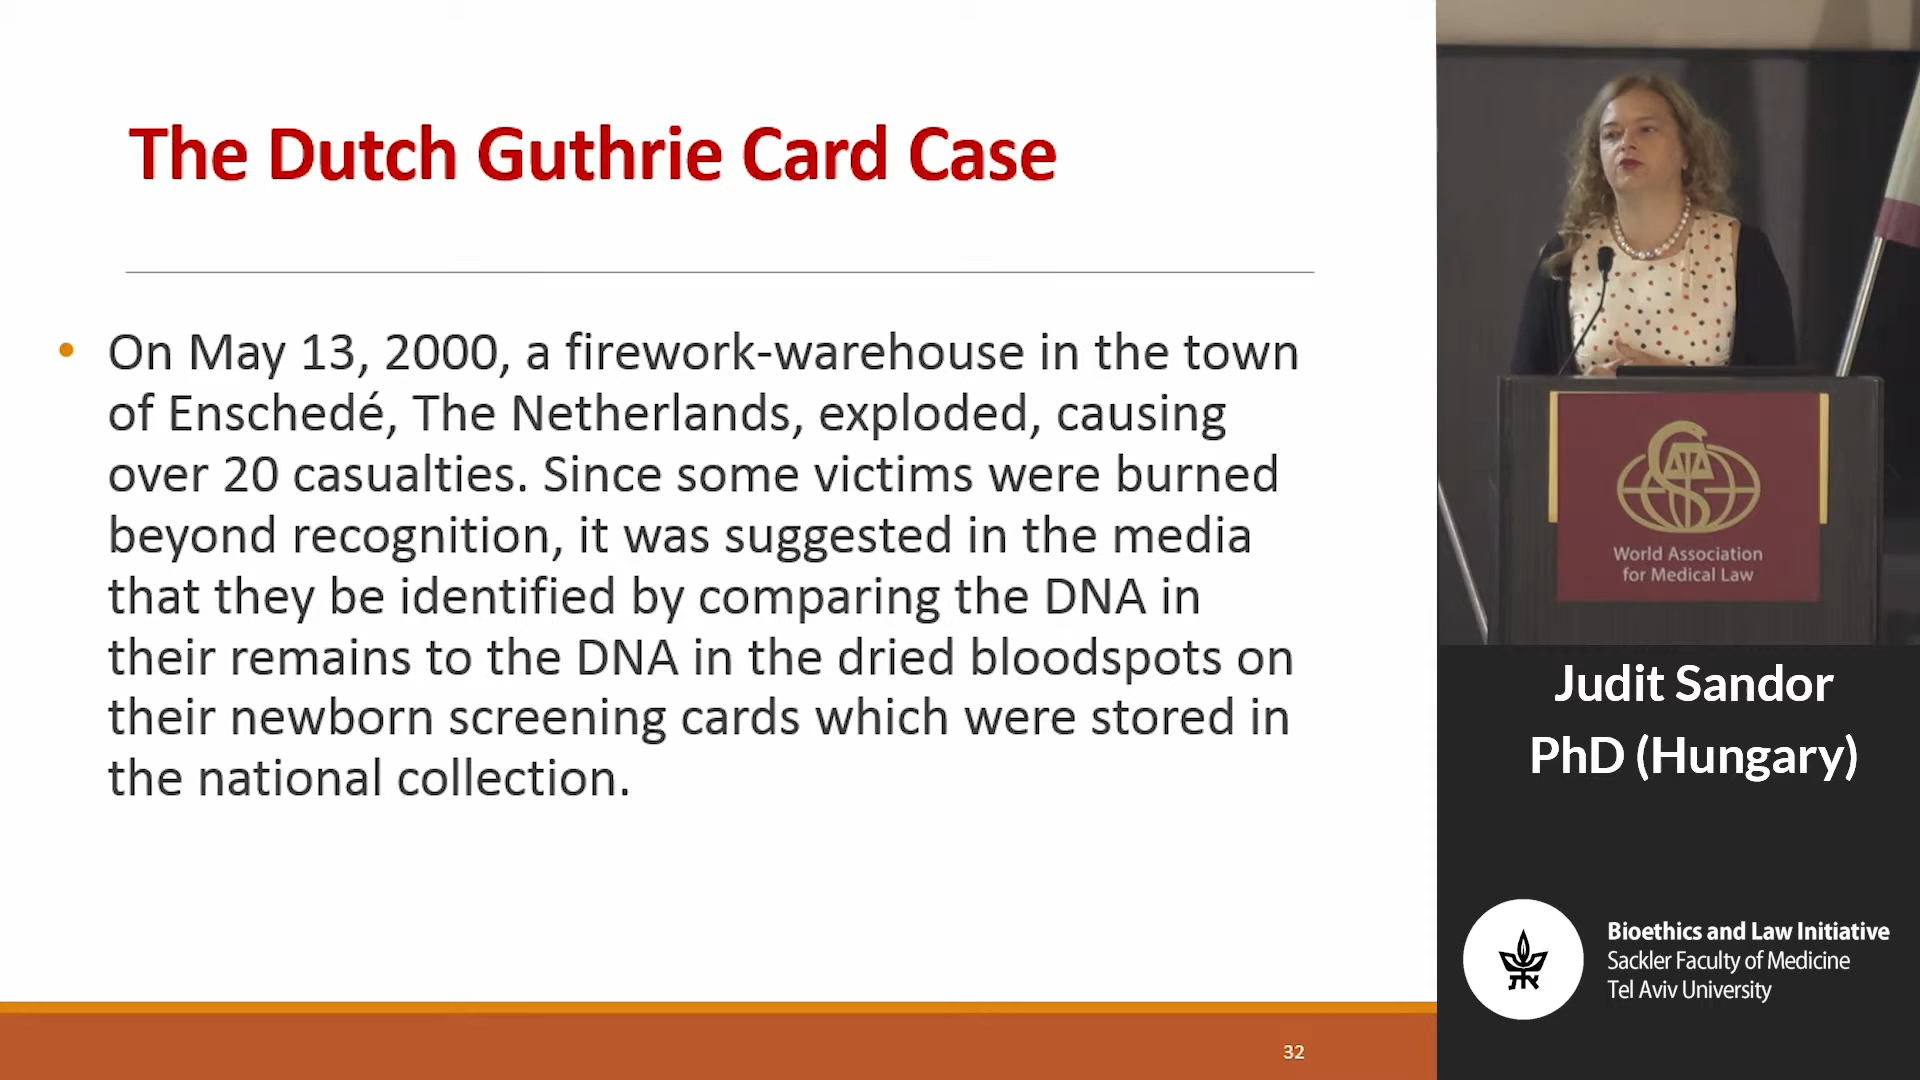 The Dutch Guthrie Card Case
• On May 13, 2000, a firework-warehouse in the town
of Enschedé, The Netherlands, exploded, causing
over 20 casualties. Since some victims were burned
beyond recognition, it was suggested in the media
that they be identified by comparing the DNA in
their remains to the DNA in the dried bloodspots on
their newborn screening cards which were stored in
the national collection.
32
World Association
for Medical Law
Judit Sandor
PhD (Hungary)
Bioethics and Law Initiative
Sackler Faculty of Medicine
Tel Aviv University